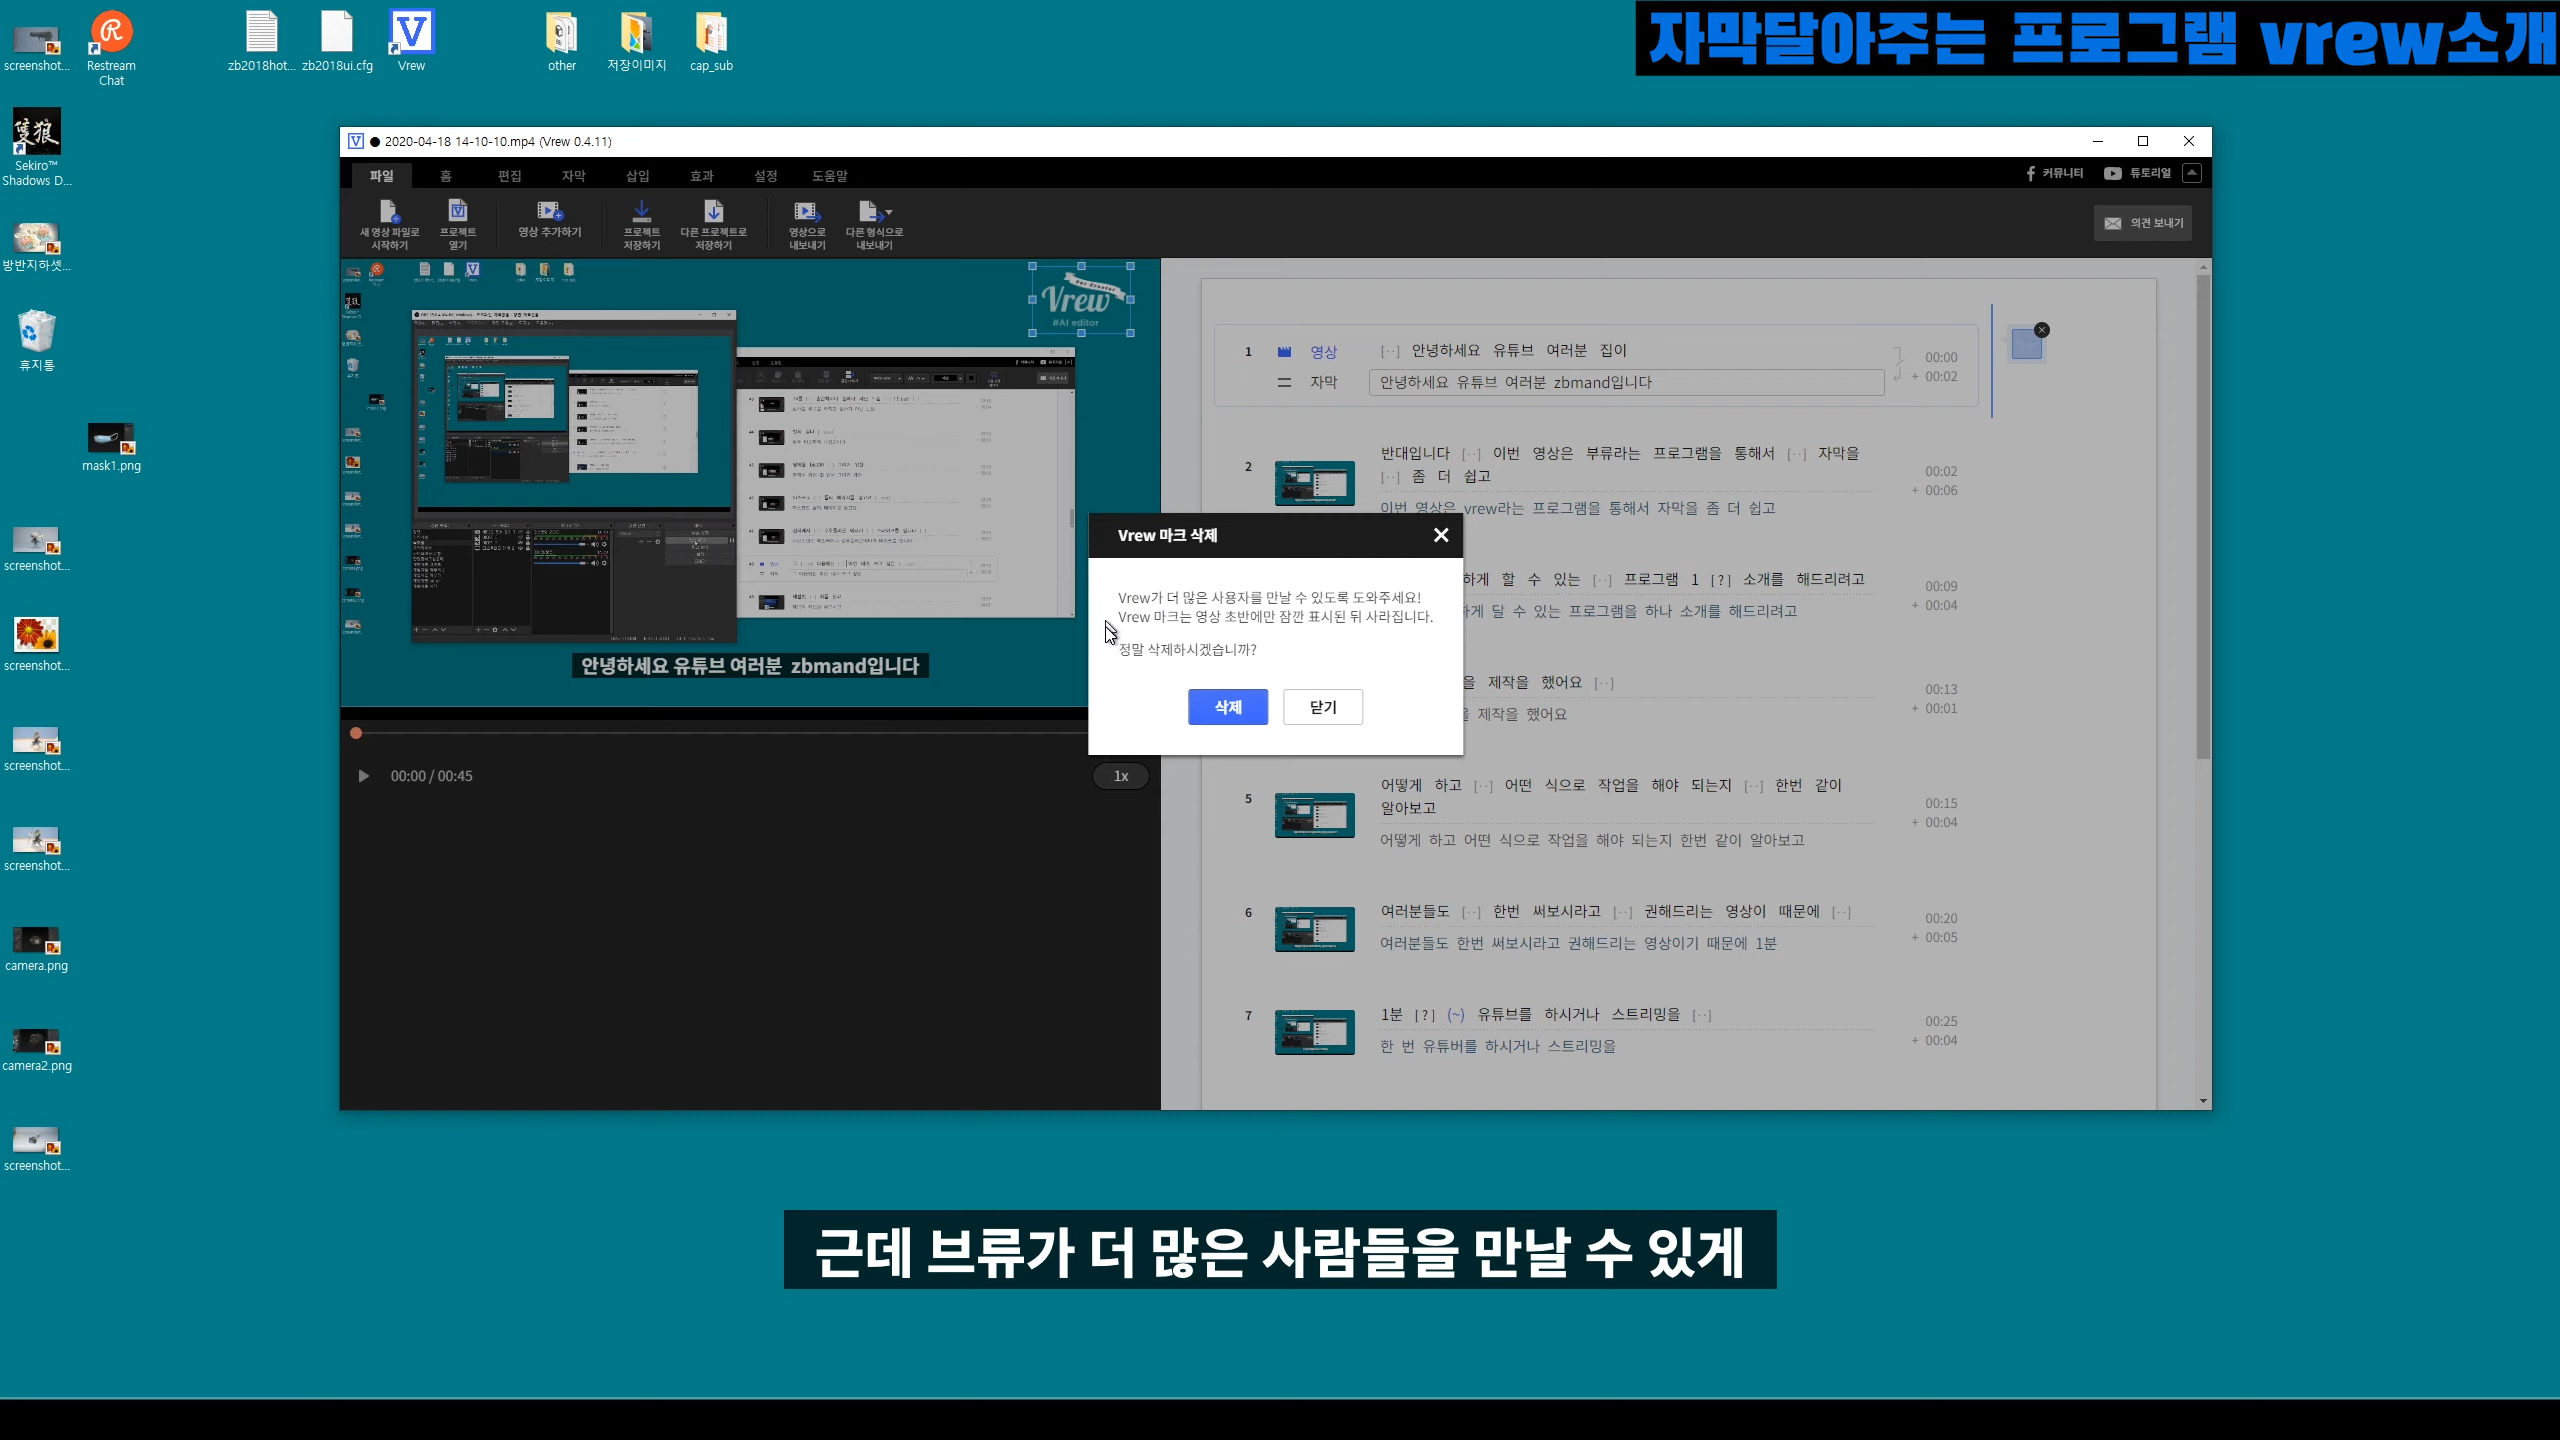 자막달아주는 프로그램 vrew소개
screenshot...
Restream Chat
zb2018hot...
zb2018ui.cfg
Vrew
other
저장이미지
cap_sub
Sekiro™ Shadows D...
방반지하셋...
휴지통
mask1.png
screenshot...
screenshot...
screenshot...
screenshot...
camera.png
camera2.png
screenshot...
● 2020-04-18 14-10-10.mp4 (Vrew 0.4.11)
파일 홈 편집 자막 삽입 효과 설정 도움말
커뮤니티 튜토리얼
새 영상 파일로 시작하기
프로젝트 열기
영상 추가하기
프로젝트 저장하기
다른 프로젝트로 저장하기
영상으로 내보내기
다른 형식으로 내보내기
의견 보내기
For Creator
Vrew
#AI editor
안녕하세요 유튜브 여러분 zbmand입니다
00:00 / 00:45
1x
1 영상 [··] 안녕하세요 유튜브 여러분 집이
자막 안녕하세요 유튜브 여러분 zbmand입니다
00:00
+ 00:02
2 반대입니다 [··] 이번 영상은 부류라는 프로그램을 통해서 [··] 자막을
[··] 좀 더 쉽고
이번 영상은 vrew라는 프로그램을 통해서 자막을 좀 더 쉽고
00:02
+ 00:06
하게 할 수 있는 [··] 프로그램 1 [?] 소개를 해드리려고
하게 달 수 있는 프로그램을 하나 소개를 해드리려고
00:09
+ 00:04
을 제작을 했어요 [··]
을 제작을 했어요
00:13
+ 00:01
5 어떻게 하고 [··] 어떤 식으로 작업을 해야 되는지 [··] 한번 같이
알아보고
어떻게 하고 어떤 식으로 작업을 해야 되는지 한번 같이 알아보고
00:15
+ 00:04
6 여러분들도 [··] 한번 써보시라고 [··] 권해드리는 영상이 때문에 [··]
여러분들도 한번 써보시라고 권해드리는 영상이기 때문에 1분
00:20
+ 00:05
7 1분 [?] (~) 유튜브를 하시거나 스트리밍을 [··]
한 번 유튜버를 하시거나 스트리밍을
00:25
+ 00:04
Vrew 마크 삭제
Vrew가 더 많은 사용자를 만날 수 있도록 도와주세요!
Vrew 마크는 영상 초반에만 잠깐 표시된 뒤 사라집니다.
정말 삭제하시겠습니까?
삭제 닫기
근데 브류가 더 많은 사람들을 만날 수 있게